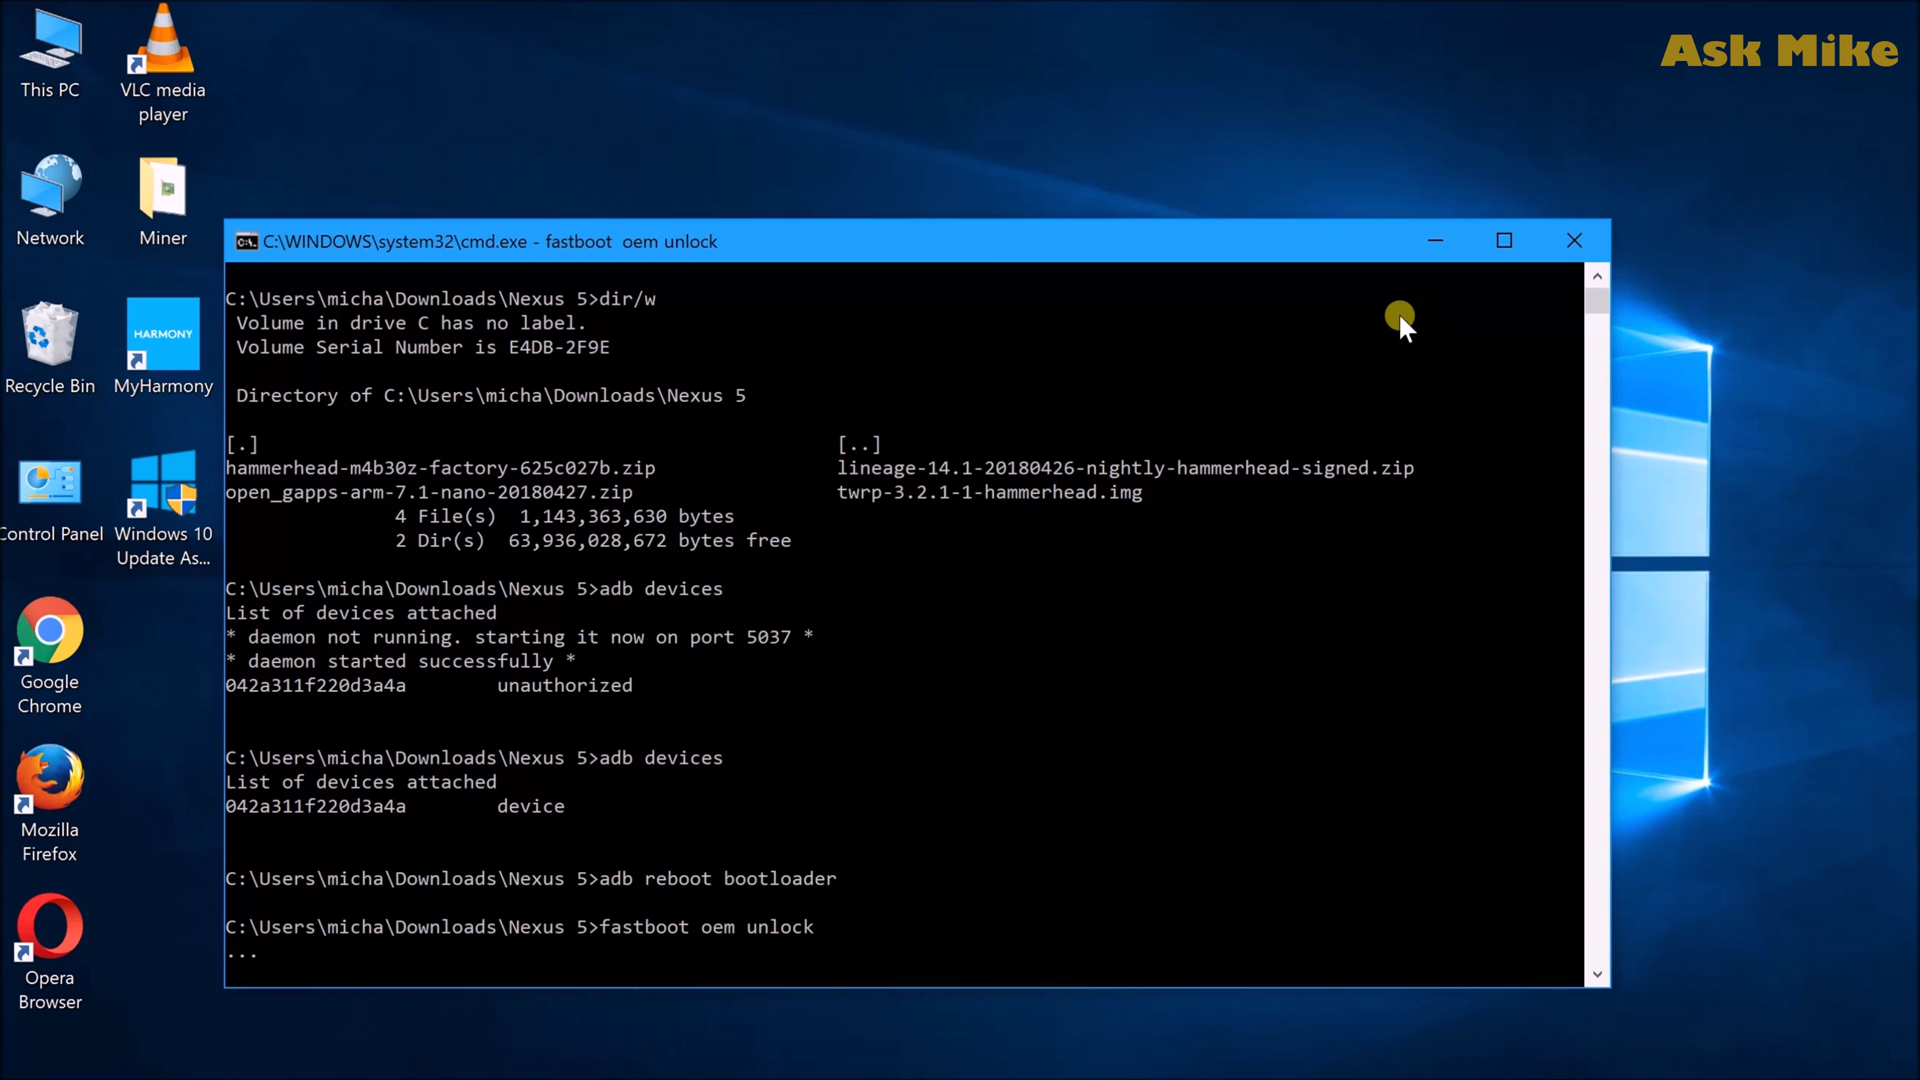 Ask Mike
This PC
VLC media
player
Network
Miner
Recycle Bin
HARMONY
MyHarmony
Control Panel
Windows 10
Update As...
Google
Chrome
Mozilla
Firefox
Opera
Browser
C:\WINDOWS\system32\cmd.exe - fastboot  oem unlock
C:\Users\micha\Downloads\Nexus 5>dir/w
Volume in drive C has no label.
Volume Serial Number is E4DB-2F9E
Directory of C:\Users\micha\Downloads\Nexus 5
[.] [..]
hammerhead-m4b30z-factory-625c027b.zip lineage-14.1-20180426-nightly-hammerhead-signed.zip
open_gapps-arm-7.1-nano-20180427.zip twrp-3.2.1-1-hammerhead.img
4 File(s)  1,143,363,630 bytes
2 Dir(s)  63,936,028,672 bytes free
C:\Users\micha\Downloads\Nexus 5>adb devices
List of devices attached
* daemon not running. starting it now on port 5037 *
* daemon started successfully *
042a311f220d3a4a unauthorized
C:\Users\micha\Downloads\Nexus 5>adb devices
List of devices attached
042a311f220d3a4a device
C:\Users\micha\Downloads\Nexus 5>adb reboot bootloader
C:\Users\micha\Downloads\Nexus 5>fastboot oem unlock
...